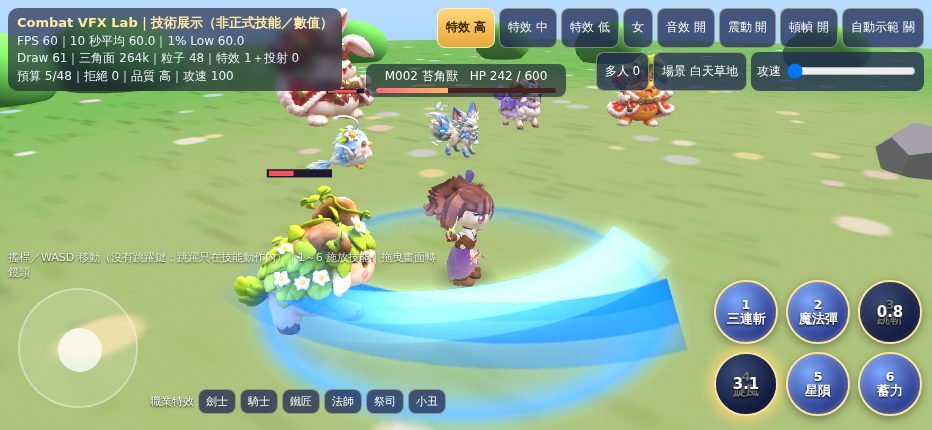 Combat VFX Lab｜技術展示（非正式技能／數值）
FPS 60｜10 秒平均 60.0｜1% Low 60.0
Draw 61｜三角面 264k｜粒子 48｜特效 1＋投射 0
預算 5/48｜拒絕 0｜品質 高｜攻速 100
特效 高
特效 中
特效 低
女
音效 開
震動 開
頓幀 開
自動示範 關
多人 0
場景 白天草地
攻速
M002 苔角獸 HP 242 / 600
搖桿／WASD 移動（沒有跳躍鍵；跳躍只在技能動作內）｜1～6 施放技能｜拖曳畫面轉
鏡頭
1
三連斬
2
魔法彈
3
0.8
跳斬
4
3.1
旋風
5
星隕
6
蓄力
職業特效
劍士
騎士
鐵匠
法師
祭司
小丑